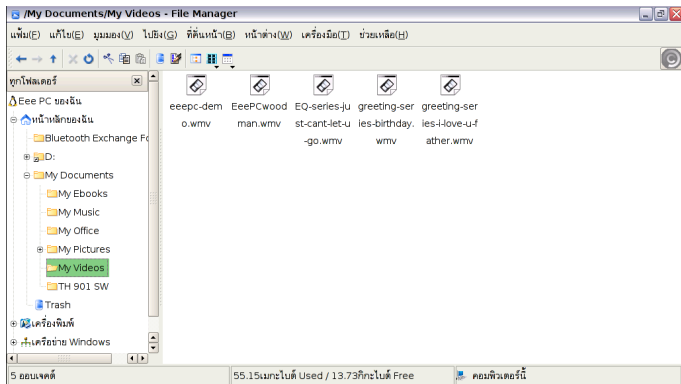 /My Documents/My Videos - File Manager
แฟ้ม(F) แก้ไข(E) มุมมอง(V) ไปยัง(G) ที่คั่นหน้า(B) หน้าต่าง(W) เครื่องมือ(T) ช่วยเหลือ(H)
ทุกโฟลเดอร์
Eee PC ของฉัน
หน้าหลักของฉัน
Bluetooth Exchange Fo
D:
My Documents
My Ebooks
My Music
My Office
My Pictures
My Videos
TH 901 SW
Trash
เครื่องพิมพ์
เครือข่าย Windows
eeepc-dem
o.wmv
EeePCwood
man.wmv
EQ-series-ju
st-cant-let-u
-go.wmv
greeting-ser
ies-birthday.
wmv
greeting-ser
ies-i-love-u-f
ather.wmv
5 ออบเจคต์
55.15เมกะไบต์ Used / 13.73กิกะไบต์ Free
คอมพิวเตอร์นี้